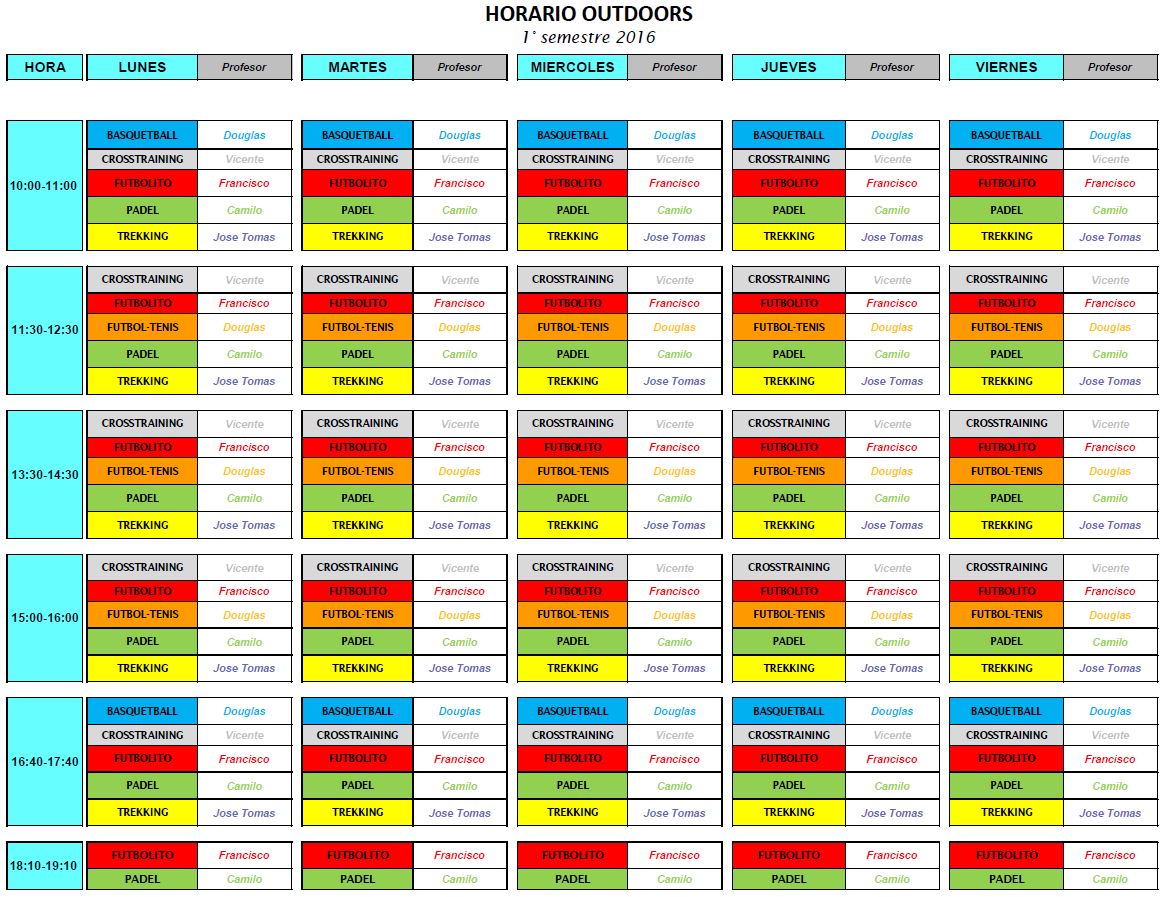 HORARIO OUTDOORS
1° semestre 2016
HORA LUNES Profesor MARTES Profesor MIERCOLES Profesor JUEVES Profesor VIERNES Profesor
BASQUETBALL Douglas BASQUETBALL Douglas BASQUETBALL Douglas BASQUETBALL Douglas BASQUETBALL Douglas
CROSSTRAINING Vicente CROSSTRAINING Vicente CROSSTRAINING Vicente CROSSTRAINING Vicente CROSSTRAINING Vicente
10:00-11:00 FUTBOLITO Francisco FUTBOLITO Francisco FUTBOLITO Francisco FUTBOLITO Francisco FUTBOLITO Francisco
PADEL Camilo PADEL Camilo PADEL Camilo PADEL Camilo PADEL Camilo
TREKKING Jose Tomas TREKKING Jose Tomas TREKKING Jose Tomas TREKKING Jose Tomas TREKKING Jose Tomas
CROSSTRAINING Vicente CROSSTRAINING Vicente CROSSTRAINING Vicente CROSSTRAINING Vicente CROSSTRAINING Vicente
FUTBOLITO Francisco FUTBOLITO Francisco FUTBOLITO Francisco FUTBOLITO Francisco FUTBOLITO Francisco
11:30-12:30 FUTBOL-TENIS Douglas FUTBOL-TENIS Douglas FUTBOL-TENIS Douglas FUTBOL-TENIS Douglas FUTBOL-TENIS Douglas
PADEL Camilo PADEL Camilo PADEL Camilo PADEL Camilo PADEL Camilo
TREKKING Jose Tomas TREKKING Jose Tomas TREKKING Jose Tomas TREKKING Jose Tomas TREKKING Jose Tomas
CROSSTRAINING Vicente CROSSTRAINING Vicente CROSSTRAINING Vicente CROSSTRAINING Vicente CROSSTRAINING Vicente
FUTBOLITO Francisco FUTBOLITO Francisco FUTBOLITO Francisco FUTBOLITO Francisco FUTBOLITO Francisco
13:30-14:30 FUTBOL-TENIS Douglas FUTBOL-TENIS Douglas FUTBOL-TENIS Douglas FUTBOL-TENIS Douglas FUTBOL-TENIS Douglas
PADEL Camilo PADEL Camilo PADEL Camilo PADEL Camilo PADEL Camilo
TREKKING Jose Tomas TREKKING Jose Tomas TREKKING Jose Tomas TREKKING Jose Tomas TREKKING Jose Tomas
CROSSTRAINING Vicente CROSSTRAINING Vicente CROSSTRAINING Vicente CROSSTRAINING Vicente CROSSTRAINING Vicente
FUTBOLITO Francisco FUTBOLITO Francisco FUTBOLITO Francisco FUTBOLITO Francisco FUTBOLITO Francisco
15:00-16:00 FUTBOL-TENIS Douglas FUTBOL-TENIS Douglas FUTBOL-TENIS Douglas FUTBOL-TENIS Douglas FUTBOL-TENIS Douglas
PADEL Camilo PADEL Camilo PADEL Camilo PADEL Camilo PADEL Camilo
TREKKING Jose Tomas TREKKING Jose Tomas TREKKING Jose Tomas TREKKING Jose Tomas TREKKING Jose Tomas
BASQUETBALL Douglas BASQUETBALL Douglas BASQUETBALL Douglas BASQUETBALL Douglas BASQUETBALL Douglas
CROSSTRAINING Vicente CROSSTRAINING Vicente CROSSTRAINING Vicente CROSSTRAINING Vicente CROSSTRAINING Vicente
16:40-17:40 FUTBOLITO Francisco FUTBOLITO Francisco FUTBOLITO Francisco FUTBOLITO Francisco FUTBOLITO Francisco
PADEL Camilo PADEL Camilo PADEL Camilo PADEL Camilo PADEL Camilo
TREKKING Jose Tomas TREKKING Jose Tomas TREKKING Jose Tomas TREKKING Jose Tomas TREKKING Jose Tomas
18:10-19:10 FUTBOLITO Francisco FUTBOLITO Francisco FUTBOLITO Francisco FUTBOLITO Francisco FUTBOLITO Francisco
PADEL Camilo PADEL Camilo PADEL Camilo PADEL Camilo PADEL Camilo